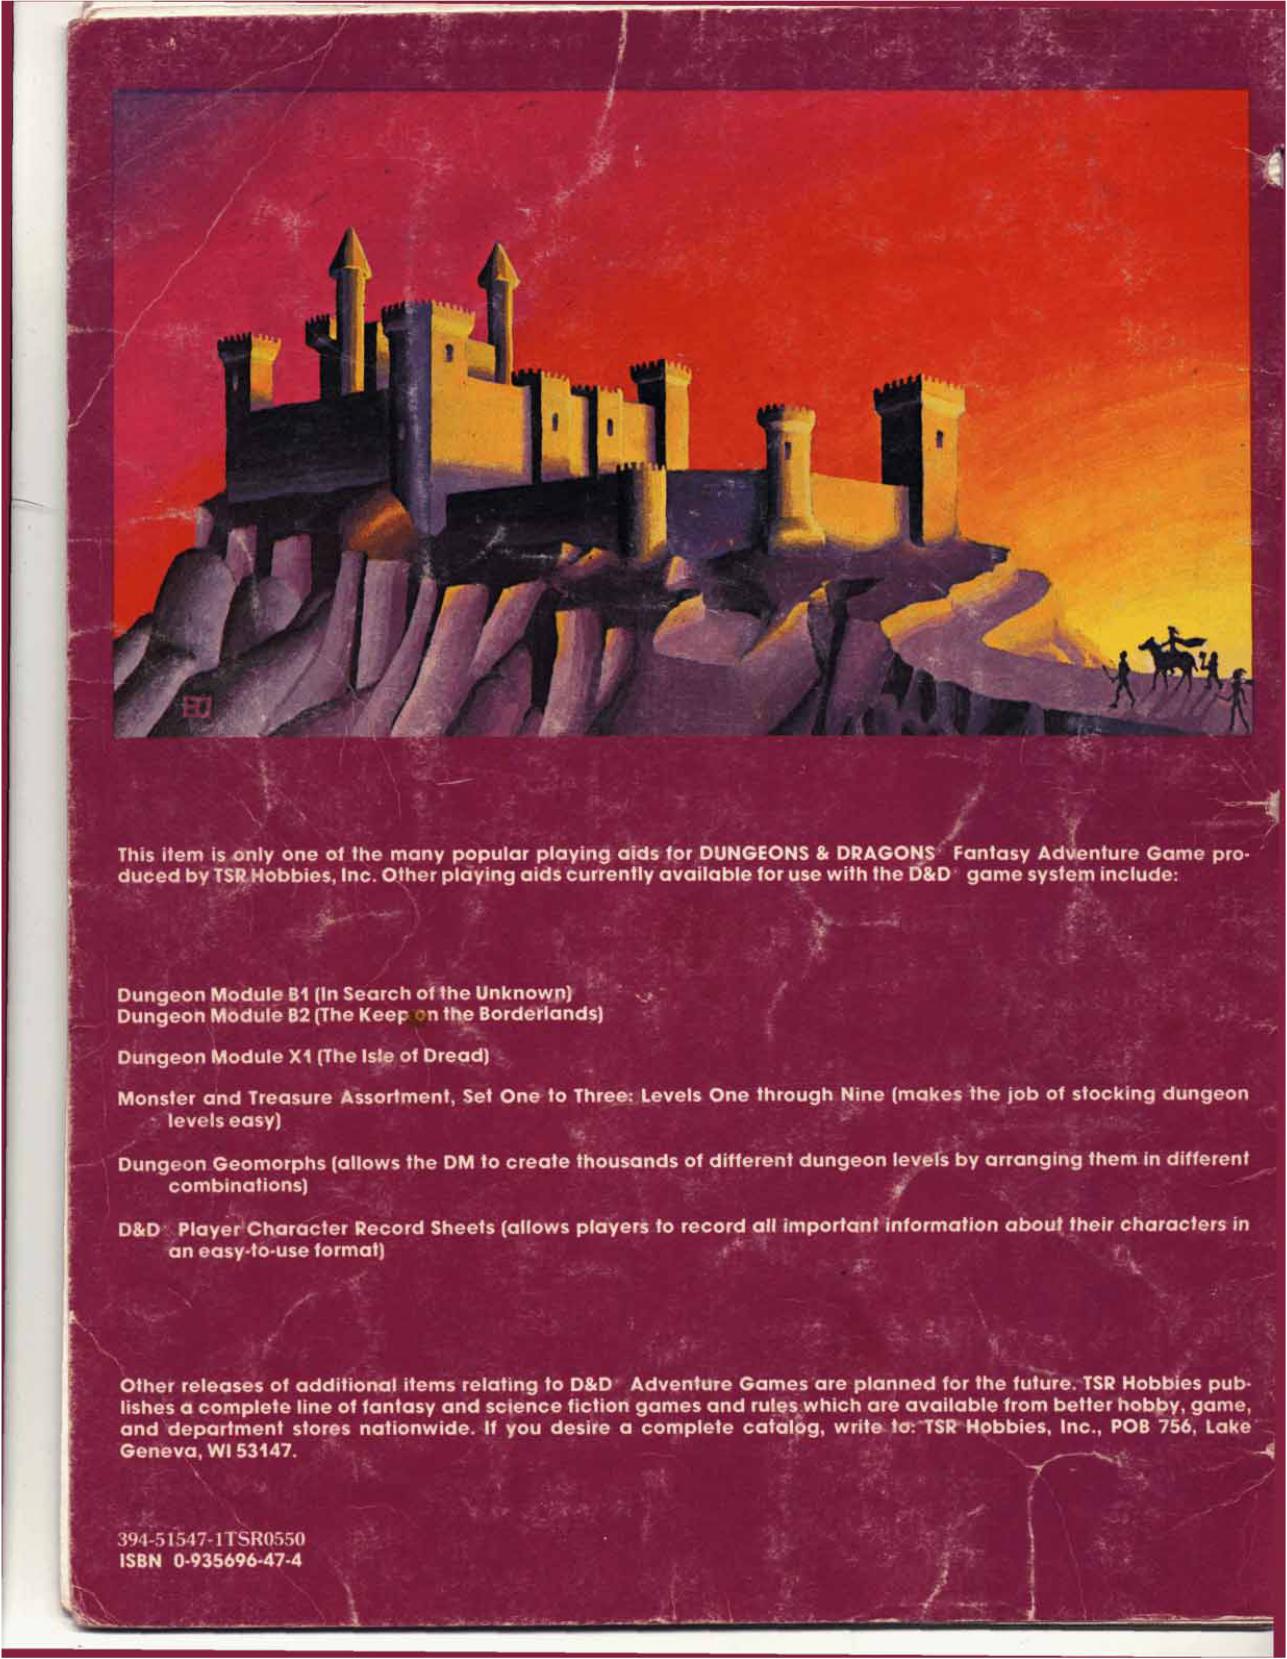 This item is only one of the many popular playing aids for DUNGEONS & DRAGONS Fantasy Adventure Game pro-
duced by TSR Hobbies, Inc. Other playing aids currently available for use with the D&D game system include:
Dungeon Module B1 (In Search of the Unknown)
Dungeon Module B2 (The Keep on the Borderlands)
Dungeon Module X1 (The Isle of Dread)
Monster and Treasure Assortment, Set One to Three: Levels One through Nine (makes the job of stocking dungeon
levels easy)
Dungeon Geomorphs (allows the DM to create thousands of different dungeon levels by arranging them in different
combinations)
D&D Player Character Record Sheets (allows players to record all important information about their characters in
an easy-to-use format)
Other releases of additional items relating to D&D Adventure Games are planned for the future. TSR Hobbies pub-
lishes a complete line of fantasy and science fiction games and rules which are available from better hobby, game,
and department stores nationwide. If you desire a complete catalog, write to: TSR Hobbies, Inc., POB 756, Lake
Geneva, WI 53147.
394-51547-1TSR0550
ISBN 0-935696-47-4